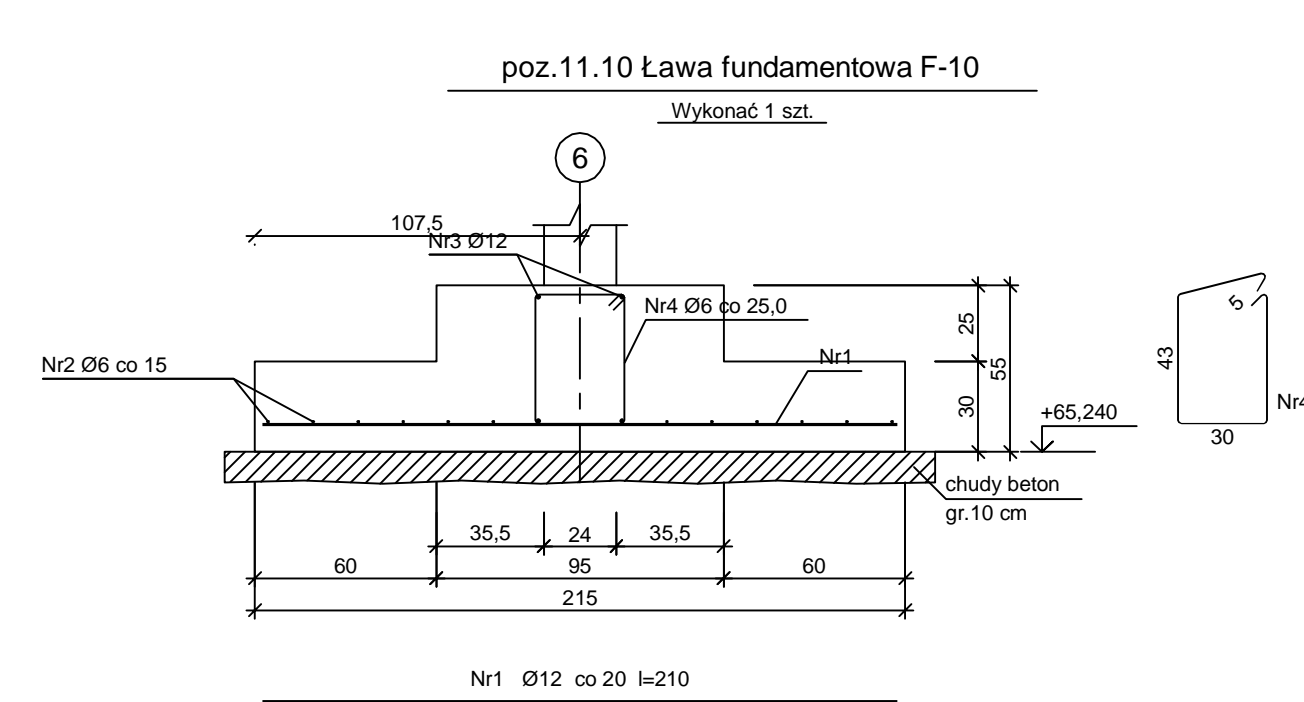 poz.11.10 Ława fundamentowa F-10
Wykonać 1 szt.
6
107,5
Nr3 Ø12
Nr4 Ø6 co 25,0
Nr2 Ø6 co 15
Nr1
25
55
30
+65,240
43
5
30
Nr4
chudy beton
gr.10 cm
35,5
24
35,5
60
95
60
215
Nr1 Ø12 co 20 l=210